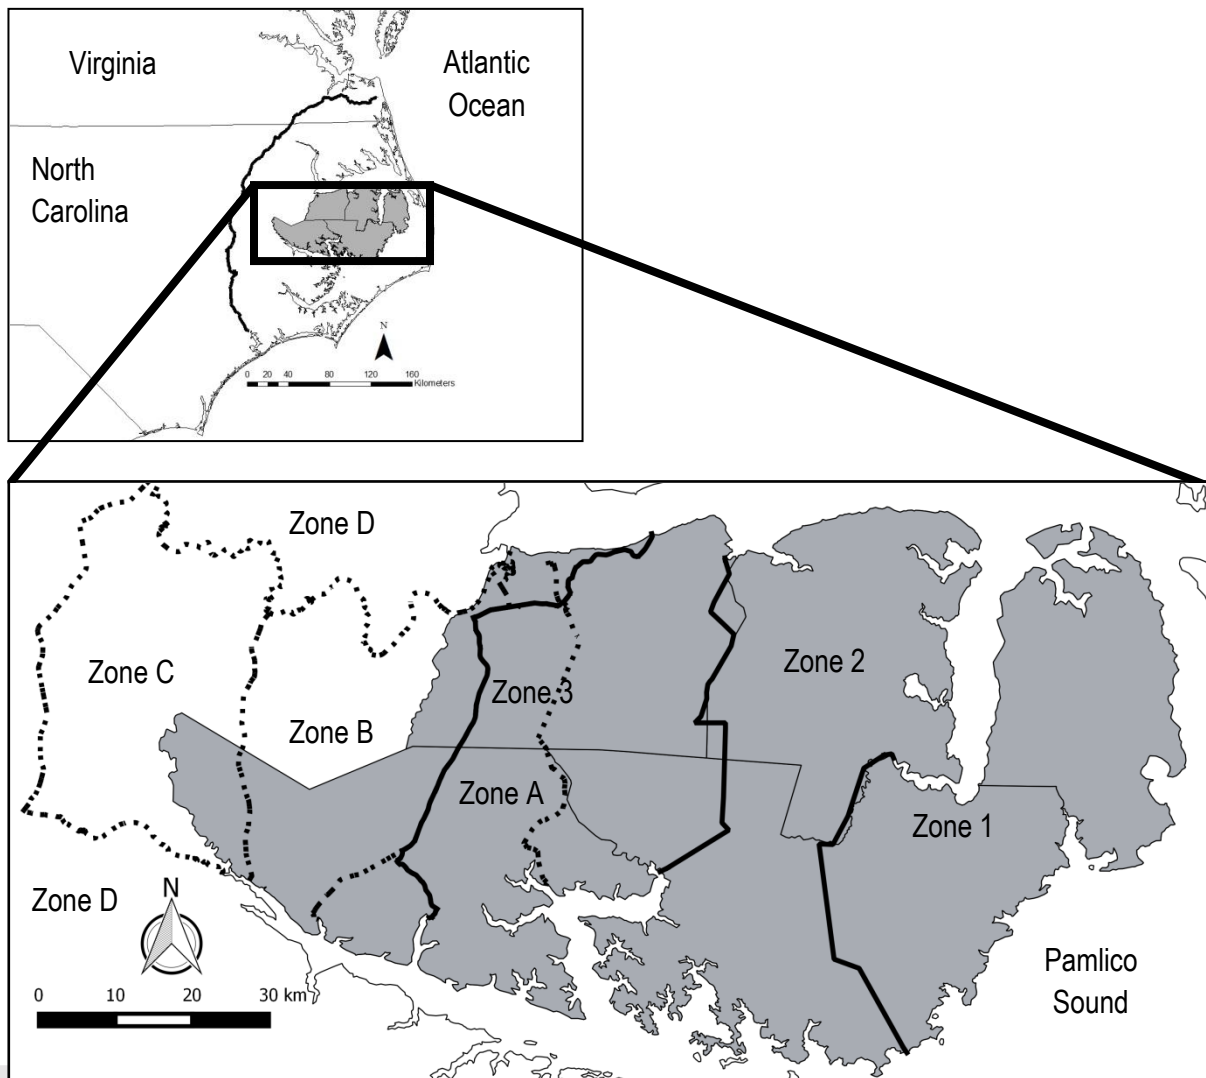 Virginia
Atlantic
Ocean
North
Carolina
N
0 20 40 80 120 160
Kilometers
Zone D
Zone C
Zone 3
Zone 2
Zone B
Zone A
Zone 1
Zone D
N
Pamlico
Sound
0 10 20 30 km